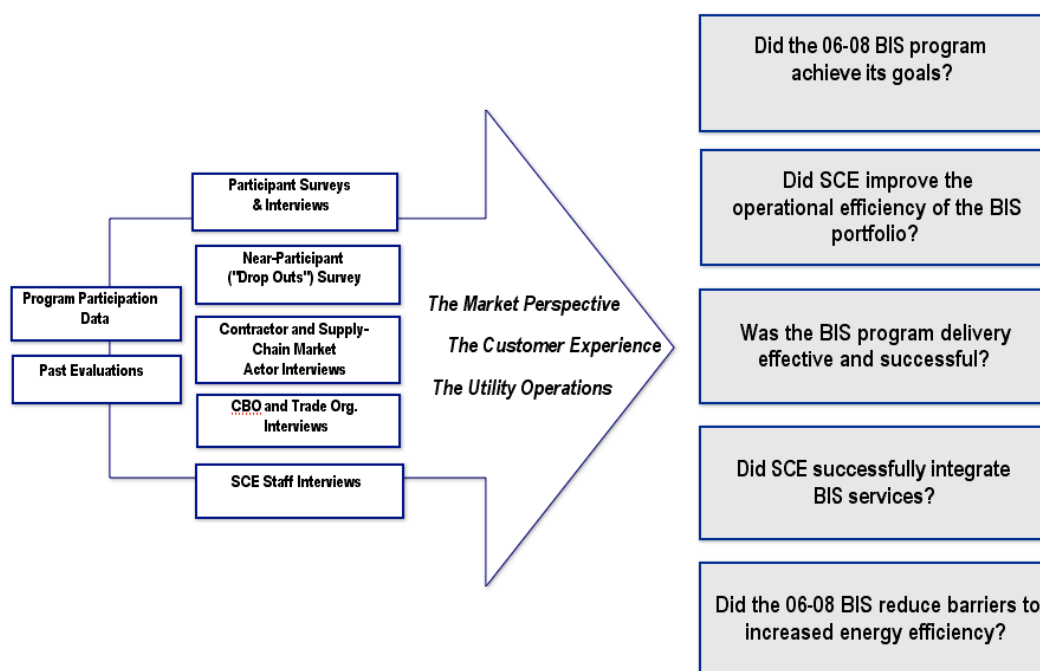 Program Participation
Data
Past Evaluations
Participant Surveys
& Interviews
Near-Participant
("Drop Outs") Survey
Contractor and Supply-
Chain Market
Actor Interviews
CBO and Trade Org.
Interviews
SCE Staff Interviews
The Market Perspective
The Customer Experience
The Utility Operations
Did the 06-08 BIS program
achieve its goals?
Did SCE improve the
operational efficiency of the BIS
portfolio?
Was the BIS program delivery
effective and successful?
Did SCE successfully integrate
BIS services?
Did the 06-08 BIS reduce barriers to
increased energy efficiency?